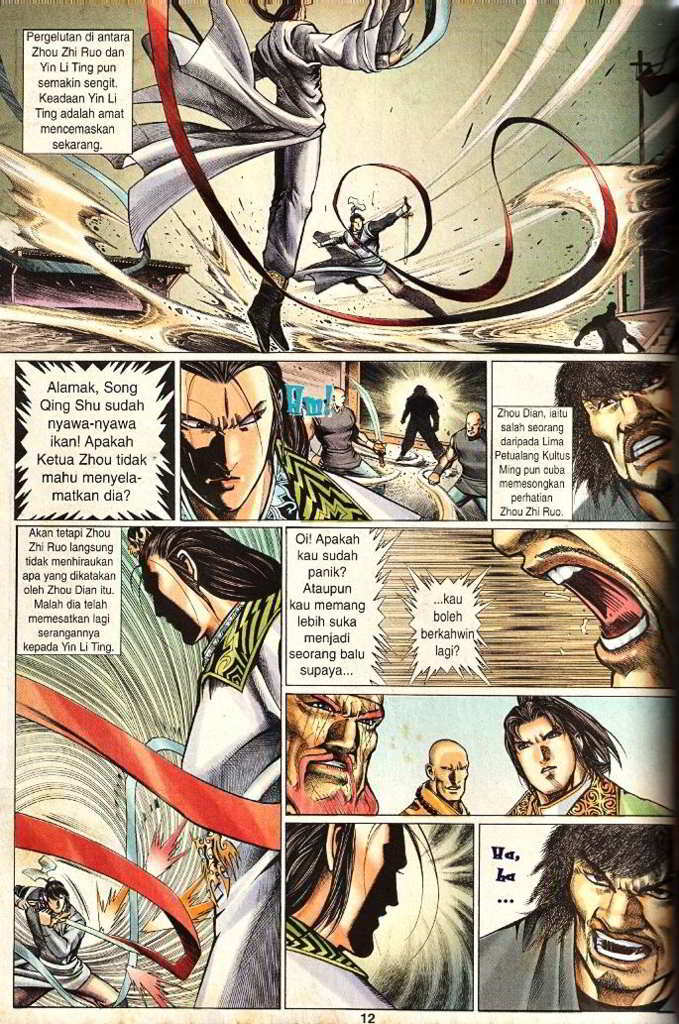 Pergelutan di antara
Zhou Zhi Ruo dan
Yin Li Ting pun
semakin sengit.
Keadaan Yin Li
Ting adalah amat
mencemaskan
sekarang.
Alamak, Song
Qing Shu sudah
nyawa-nyawa
ikan! Apakah
Ketua Zhou tidak
mahu menyela-
matkan dia?
Hm!
Zhou Dian, iaitu
salah seorang
daripada Lima
Petualang Kultus
Ming pun cuba
memesongkan
perhatian
Zhou Zhi Ruo.
Akan tetapi Zhou
Zhi Ruo langsung
tidak menhiraukan
apa yang dikatakan
oleh Zhou Dian itu.
Malah dia telah
memesatkan lagi
serangannya
kepada Yin Li Ting.
Oi! Apakah
kau sudah
panik?
Ataupun
kau memang
lebih suka
menjadi
seorang balu
supaya...
...kau
boleh
berkahwin
lagi?
Ha,
ha
...
12